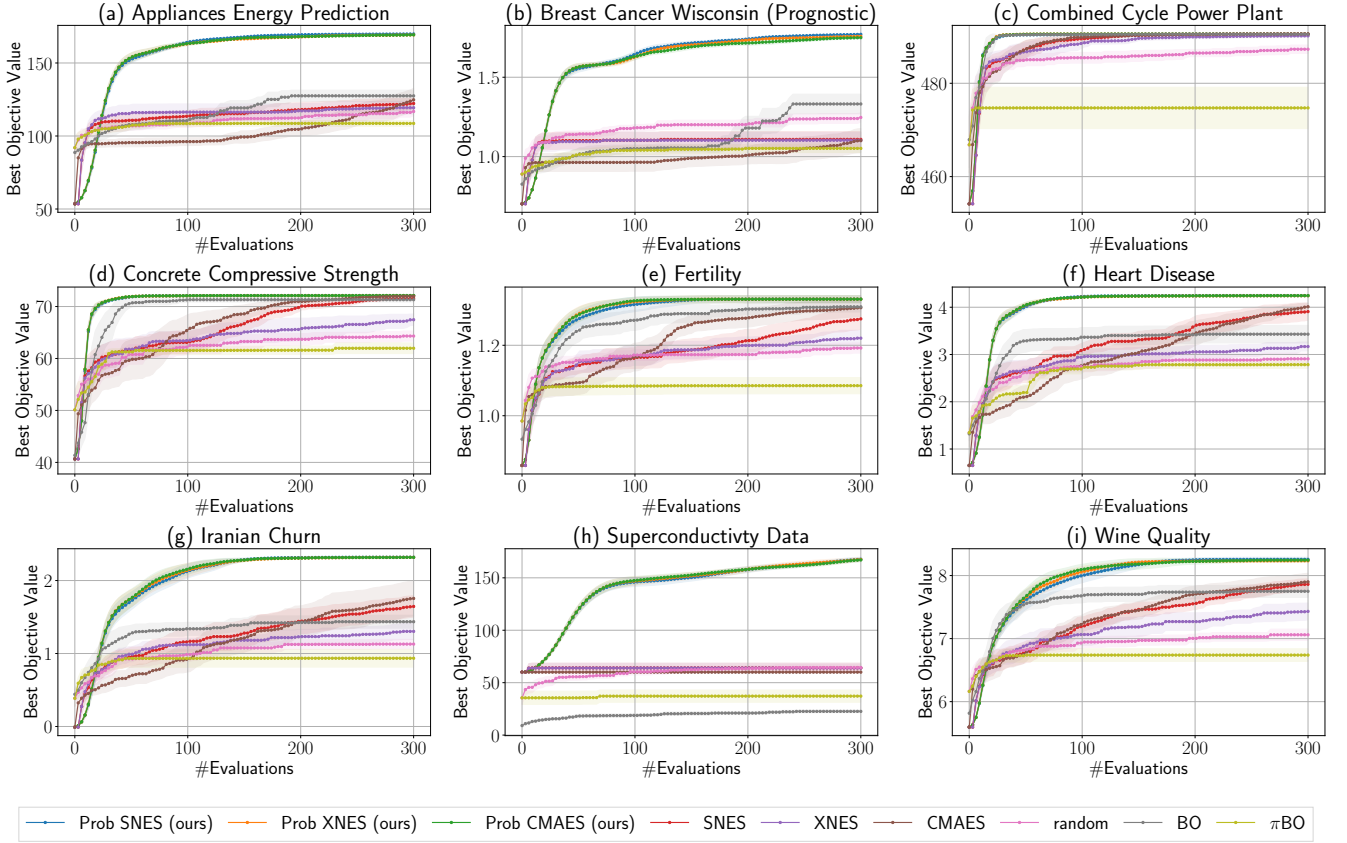 (a) Appliances Energy Prediction
(b) Breast Cancer Wisconsin (Prognostic)
(c) Combined Cycle Power Plant
Best Objective Value
150
100
50
0
100
200
300
#Evaluations
Best Objective Value
1.5
1.0
0
100
200
300
#Evaluations
Best Objective Value
480
460
0
100
200
300
#Evaluations
(d) Concrete Compressive Strength
(e) Fertility
(f) Heart Disease
Best Objective Value
70
60
50
40
0
100
200
300
#Evaluations
Best Objective Value
1.2
1.0
0
100
200
300
#Evaluations
Best Objective Value
4
3
2
1
0
100
200
300
#Evaluations
(g) Iranian Churn
(h) Superconductivty Data
(i) Wine Quality
Best Objective Value
2
1
0
0
100
200
300
#Evaluations
Best Objective Value
150
100
50
0
0
100
200
300
#Evaluations
Best Objective Value
8
7
6
0
100
200
300
#Evaluations
Prob SNES (ours) Prob XNES (ours) Prob CMAES (ours) SNES XNES CMAES random BO πBO